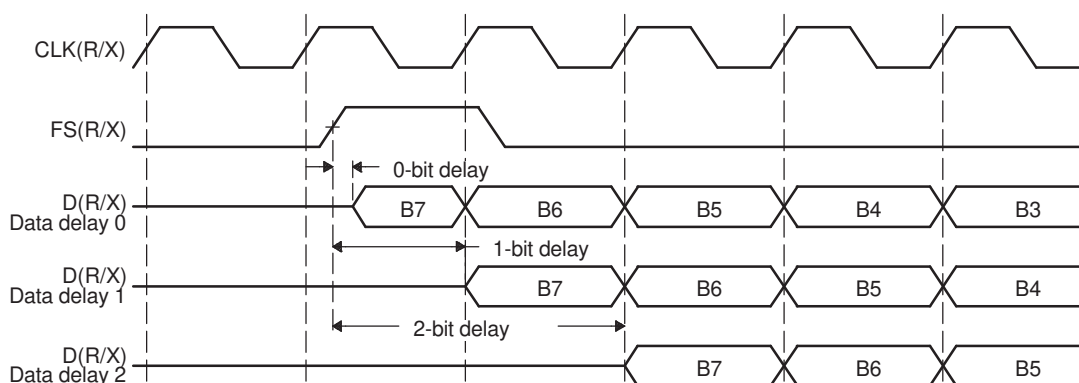 CLK(R/X)
FS(R/X)
0-bit delay
D(R/X)
Data delay 0
B7 B6 B5 B4 B3
1-bit delay
D(R/X)
Data delay 1
B7 B6 B5 B4
2-bit delay
D(R/X)
Data delay 2
B7 B6 B5